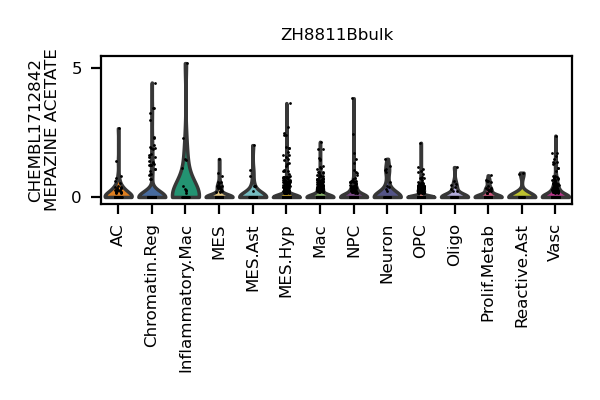 ZH8811Bbulk
CHEMBL1712842
MEPAZINE ACETATE
5
0
AC
Chromatin.Reg
Inflammatory.Mac
MES
MES.Ast
MES.Hyp
Mac
NPC
Neuron
OPC
Oligo
Prolif.Metab
Reactive.Ast
Vasc